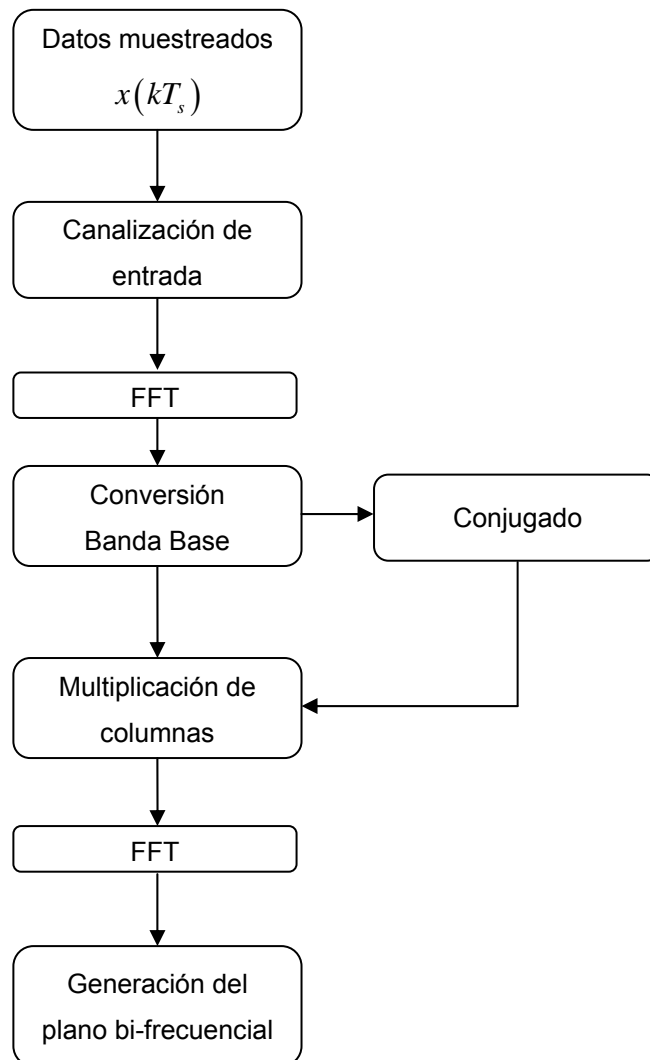 Datos muestreados
x(kTₛ)
Canalización de
entrada
FFT
Conversión
Banda Base
Conjugado
Multiplicación de
columnas
FFT
Generación del
plano bi-frecuencial